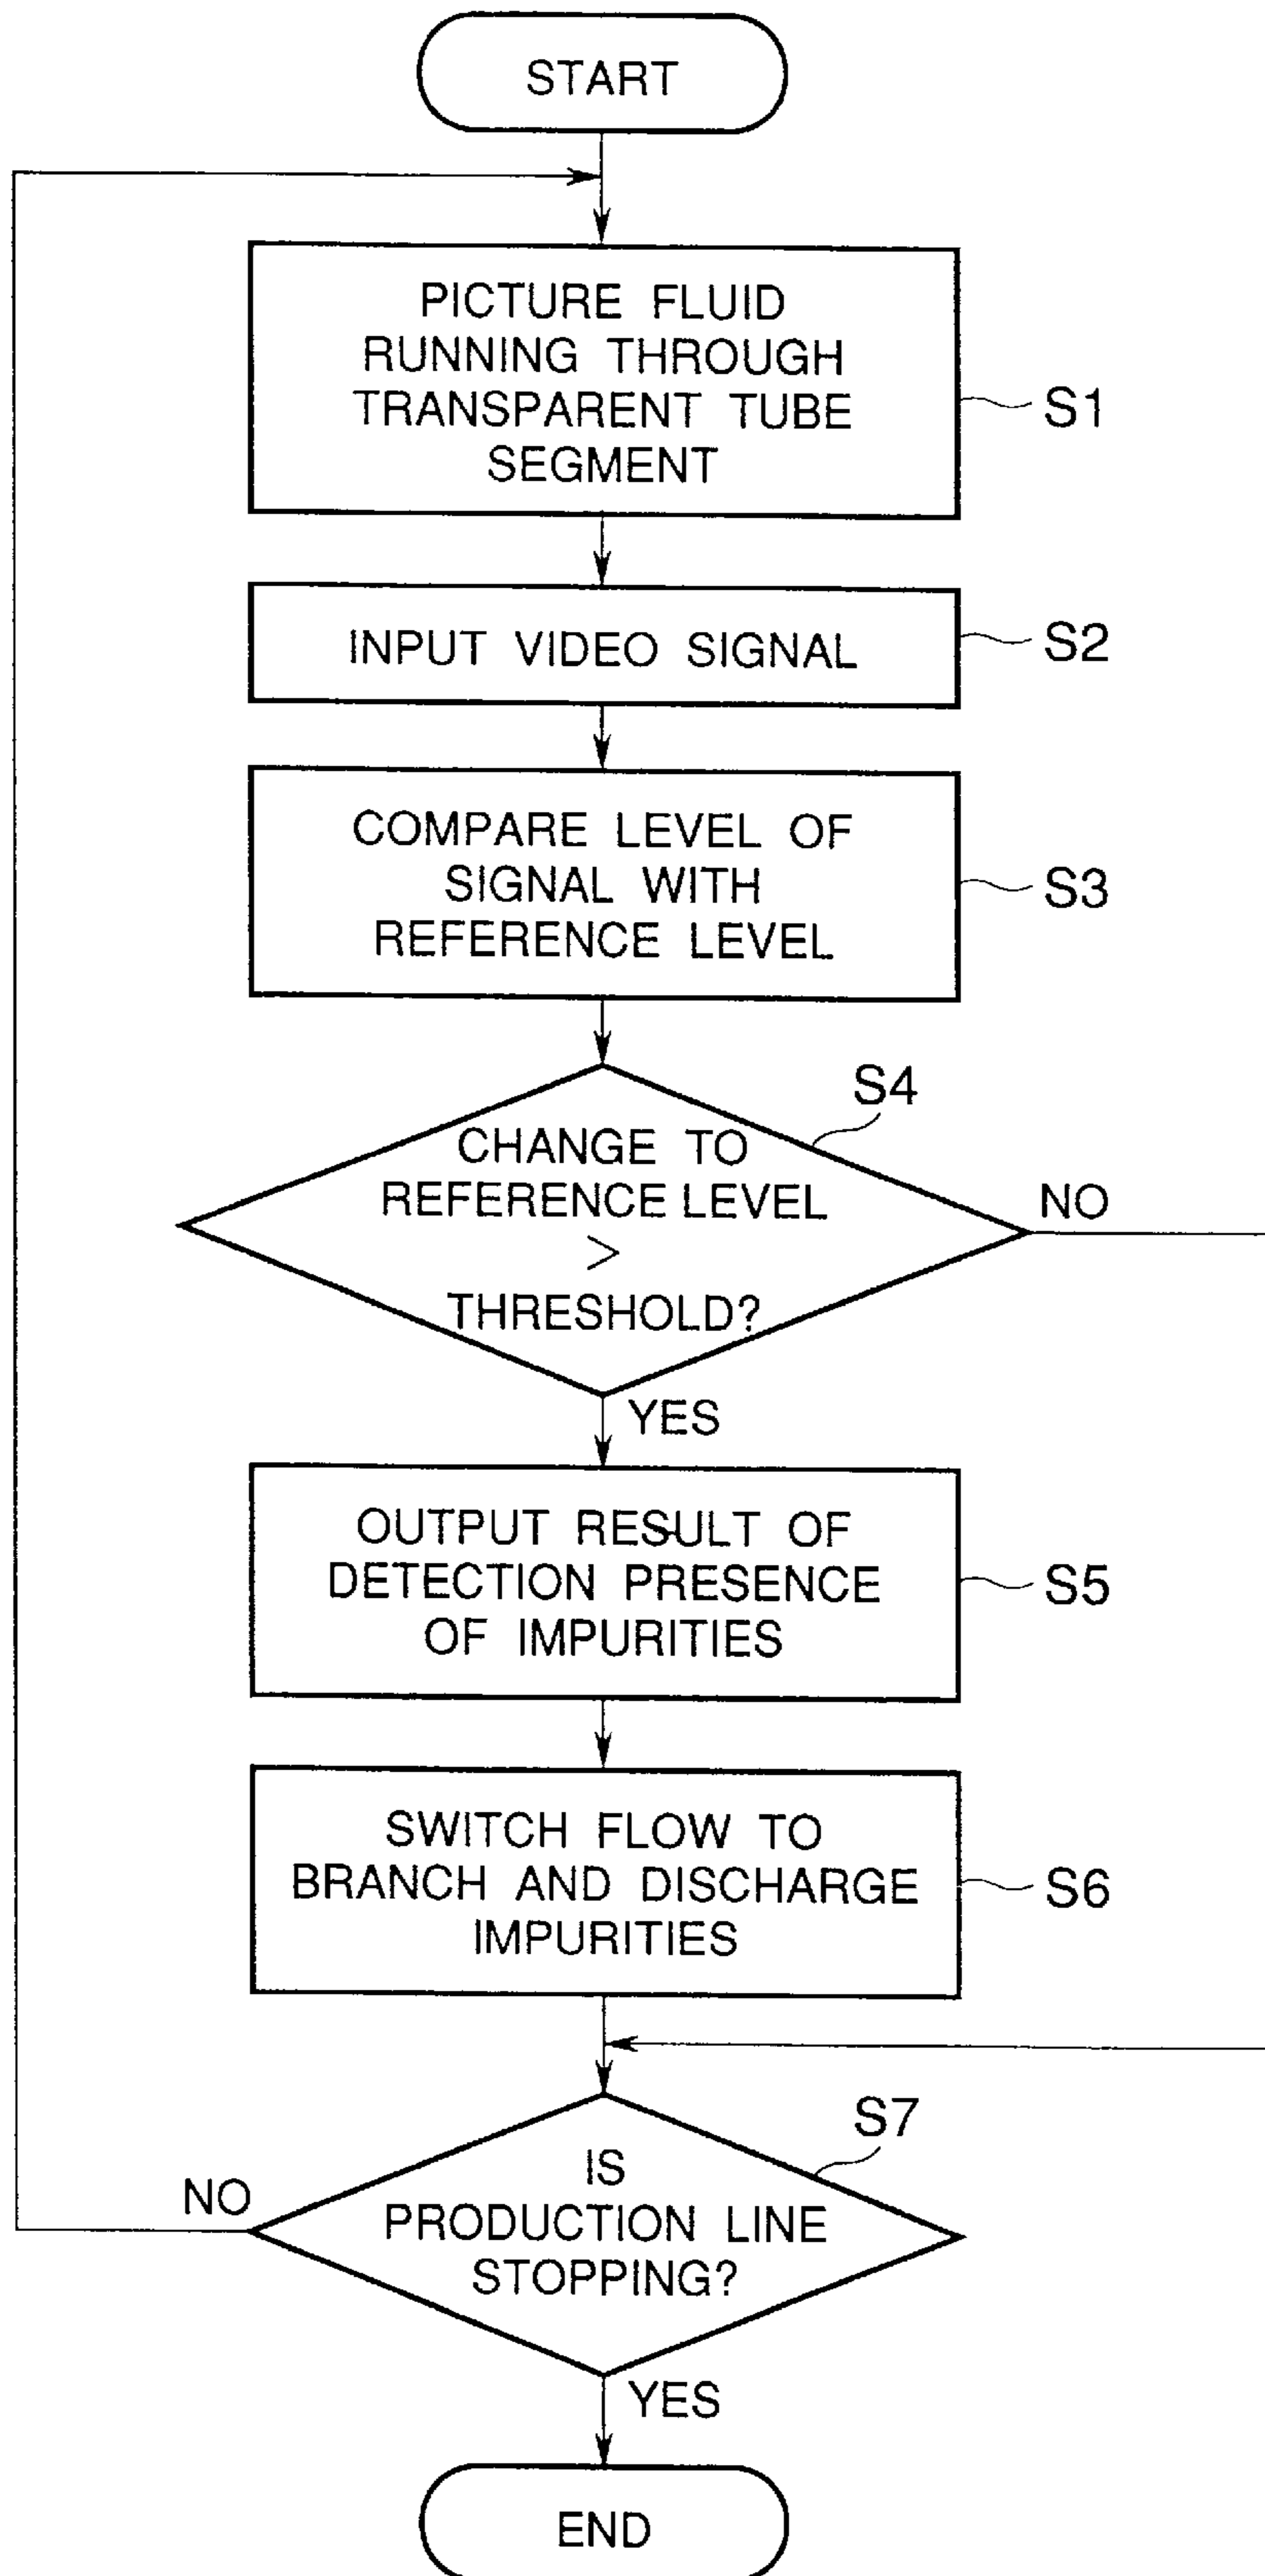 START
PICTURE FLUID
RUNNING THROUGH
TRANSPARENT TUBE
SEGMENT
S1
INPUT VIDEO SIGNAL
S2
COMPARE LEVEL OF
SIGNAL WITH
REFERENCE LEVEL
S3
S4
CHANGE TO
REFERENCE LEVEL
>
THRESHOLD?
NO
YES
OUTPUT RESULT OF
DETECTION PRESENCE
OF IMPURITIES
S5
SWITCH FLOW TO
BRANCH AND DISCHARGE
IMPURITIES
S6
S7
IS
PRODUCTION LINE
STOPPING?
NO
YES
END